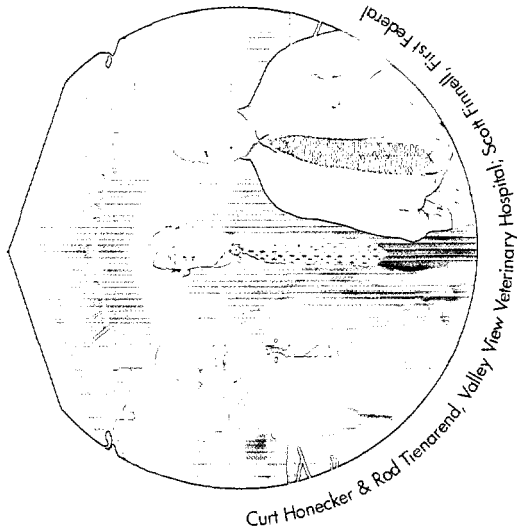 Curt Honecker & Rod Tienarend, Valley View Veterinary Hospital; Scott Finnell, First Federal